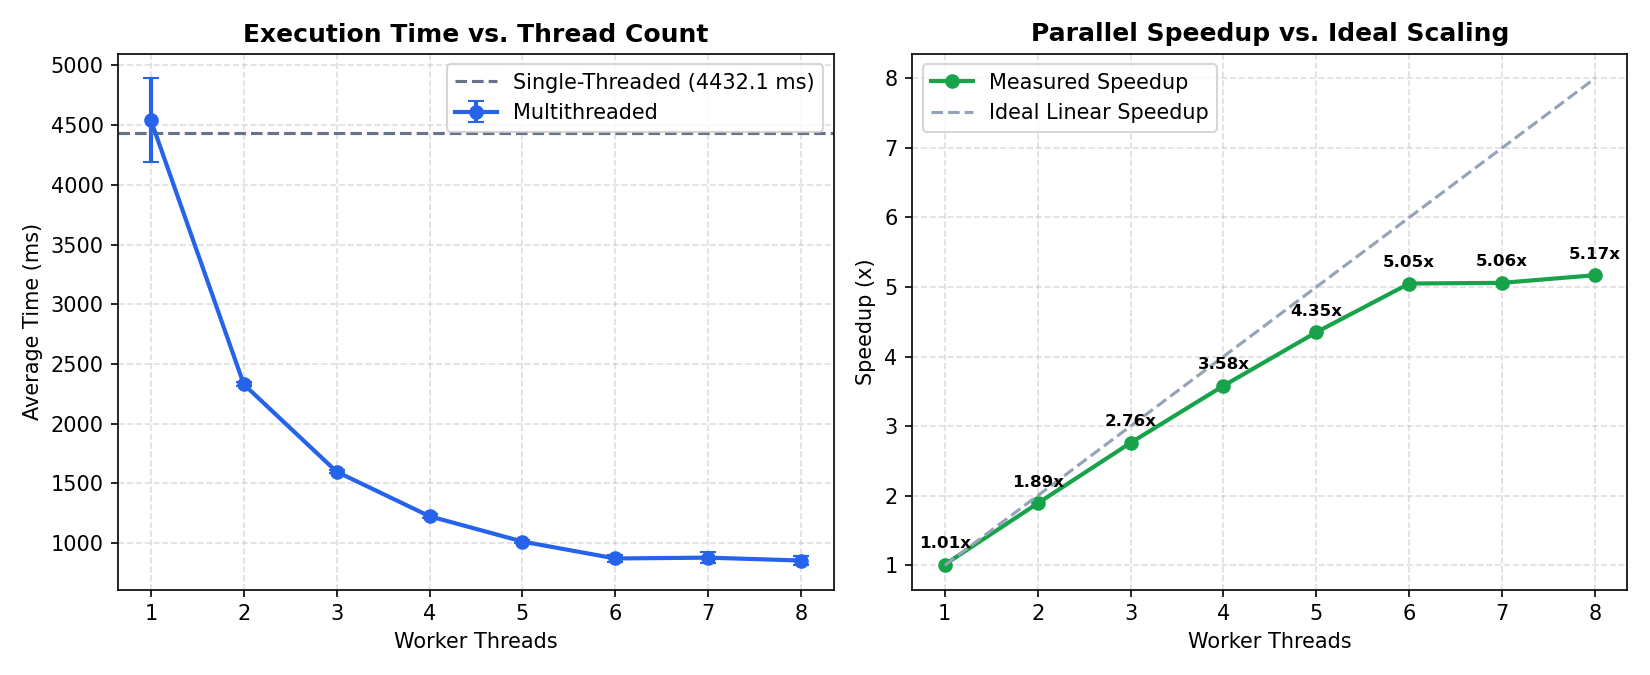 Execution Time vs. Thread Count
Single-Threaded (4432.1 ms)
Multithreaded
5000
4500
4000
3500
3000
2500
2000
1500
1000
Average Time (ms)
1 2 3 4 5 6 7 8
Worker Threads
Parallel Speedup vs. Ideal Scaling
Measured Speedup
Ideal Linear Speedup
8
7
6
5
4
3
2
1
Speedup (x)
1.01x
1.89x
2.76x
3.58x
4.35x
5.05x
5.06x
5.17x
1 2 3 4 5 6 7 8
Worker Threads